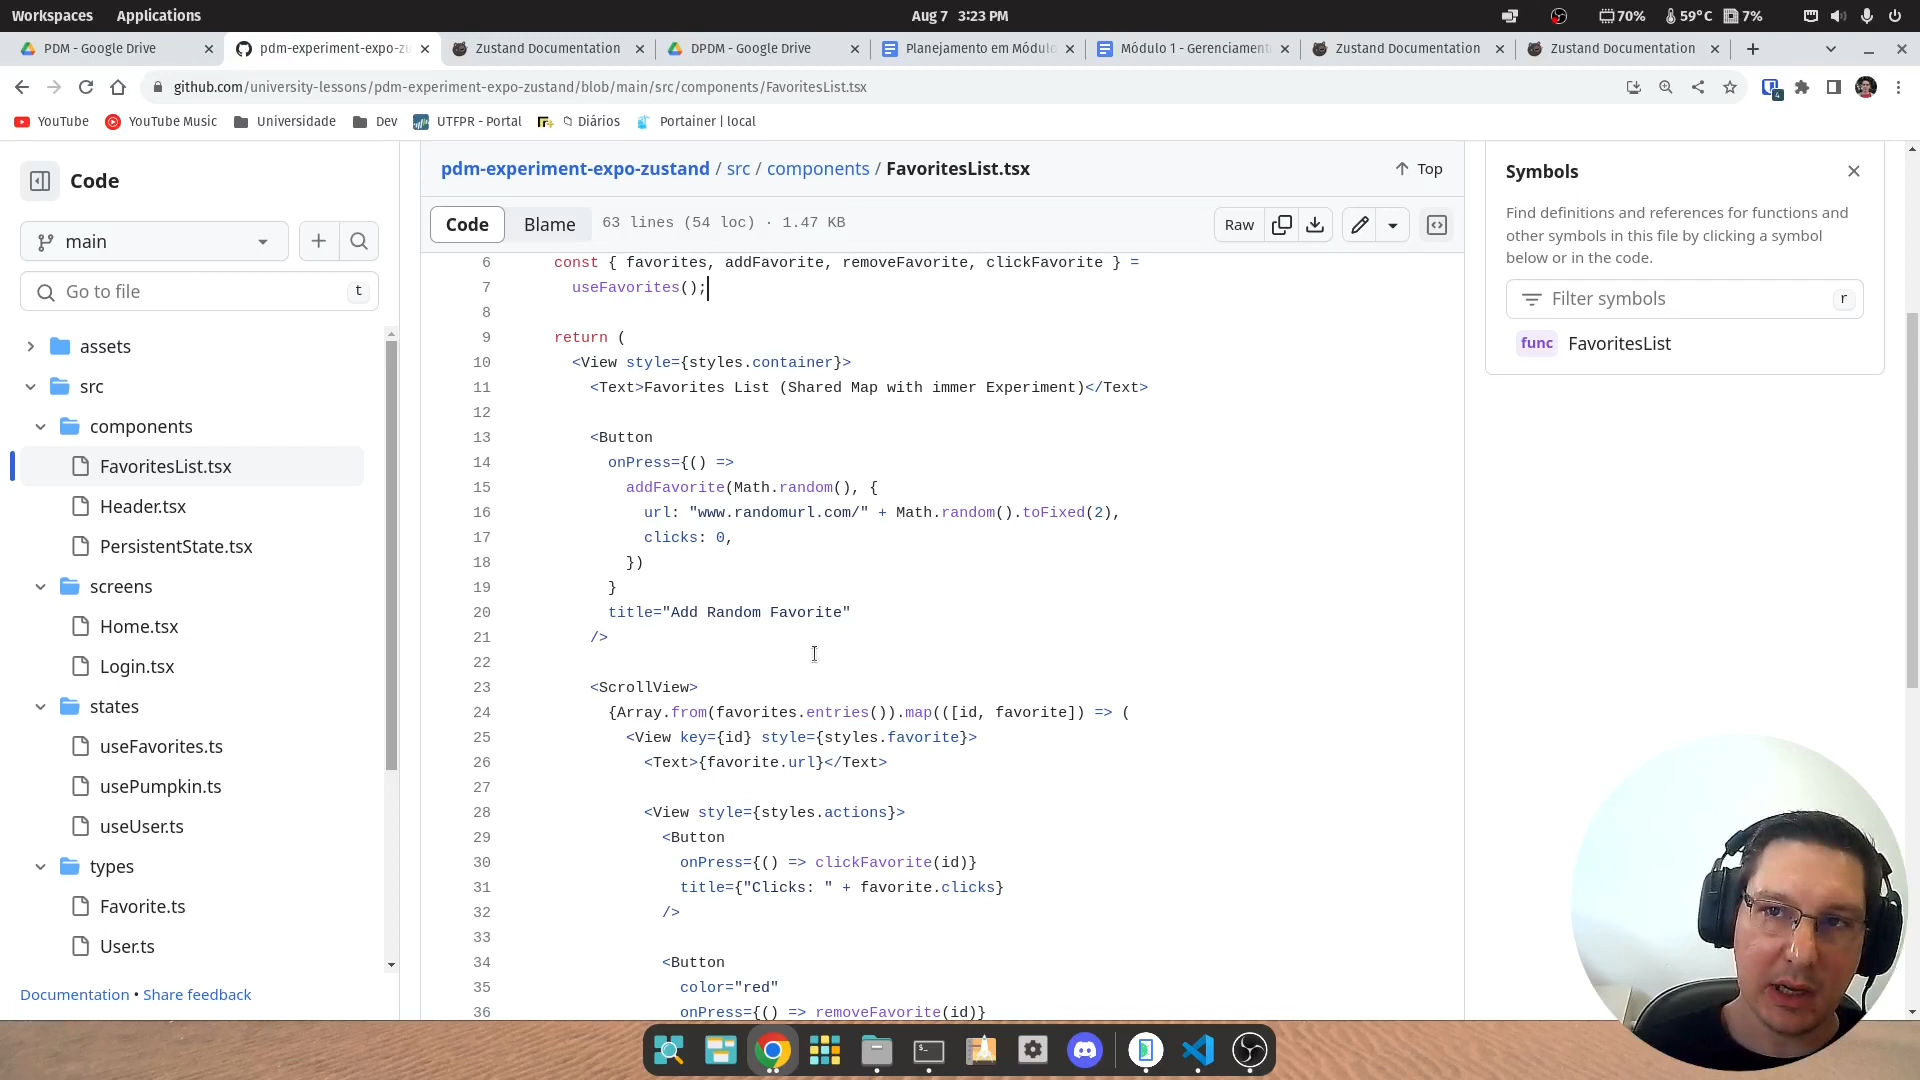 Workspaces Applications Aug 7 3:23 PM 70% 59°C 7%
PDM - Google Drive pdm-experiment-expo-zu Zustand Documentation DPDM - Google Drive Planejamento em Módulo Módulo 1 - Gerenciament Zustand Documentation Zustand Documentation
github.com/university-lessons/pdm-experiment-expo-zustand/blob/main/src/components/FavoritesList.tsx 4
YouTube YouTube Music Universidade Dev UTFPR - Portal Diários Portainer | local
Code
main
Go to file t
assets
src
components
FavoritesList.tsx
Header.tsx
PersistentState.tsx
screens
Home.tsx
Login.tsx
states
useFavorites.ts
usePumpkin.ts
useUser.ts
types
Favorite.ts
User.ts
Documentation • Share feedback
pdm-experiment-expo-zustand / src / components / FavoritesList.tsx Top
Code Blame 63 lines (54 loc) · 1.47 KB Raw
6 const { favorites, addFavorite, removeFavorite, clickFavorite } =
7 useFavorites();
8
9 return (
10 <View style={styles.container}>
11 <Text>Favorites List (Shared Map with immer Experiment)</Text>
12
13 <Button
14 onPress={() =>
15 addFavorite(Math.random(), {
16 url: "www.randomurl.com/" + Math.random().toFixed(2),
17 clicks: 0,
18 })
19 }
20 title="Add Random Favorite"
21 />
22
23 <ScrollView>
24 {Array.from(favorites.entries()).map(([id, favorite]) => (
25 <View key={id} style={styles.favorite}>
26 <Text>{favorite.url}</Text>
27
28 <View style={styles.actions}>
29 <Button
30 onPress={() => clickFavorite(id)}
31 title={"Clicks: " + favorite.clicks}
32 />
33
34 <Button
35 color="red"
36 onPress={() => removeFavorite(id)}
Symbols
Find definitions and references for functions and
other symbols in this file by clicking a symbol
below or in the code.
Filter symbols r
func FavoritesList